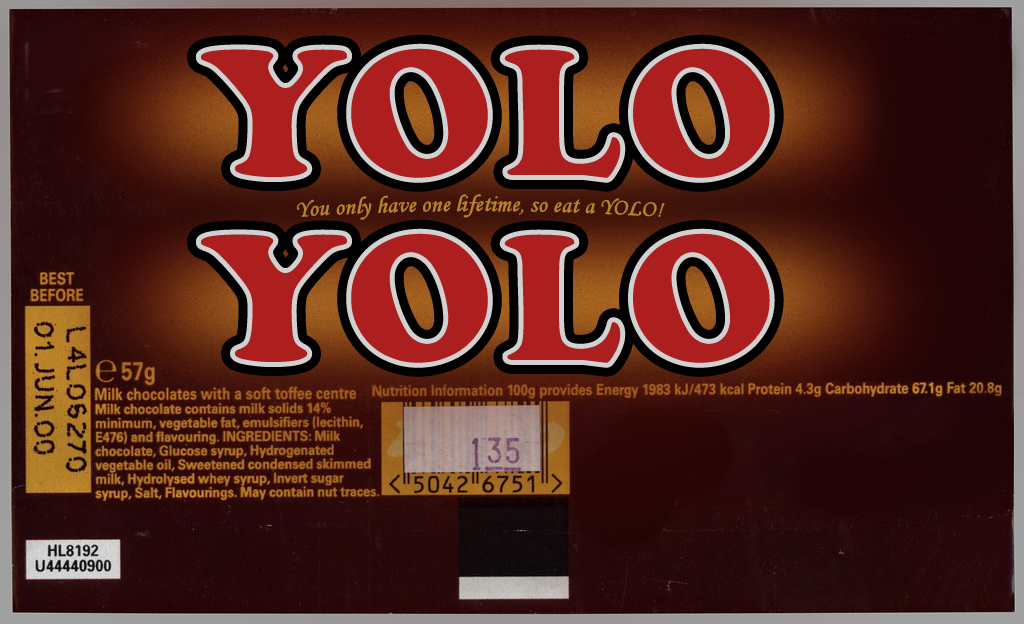 YOLO
You only have one lifetime, so eat a YOLO!
YOLO
BEST
BEFORE
L4L06270
01.JUN.00
℮ 57g
Milk chocolates with a soft toffee centre
Milk chocolate contains milk solids 14%
minimum, vegetable fat, emulsifiers (lecithin,
E476) and flavouring. INGREDIENTS: Milk
chocolate, Glucose syrup, Hydrogenated
vegetable oil, Sweetened condensed skimmed
milk, Hydrolysed whey syrup, Invert sugar
syrup, Salt, Flavourings. May contain nut traces.
Nutrition Information 100g provides Energy 1983 kJ/473 kcal Protein 4.3g Carbohydrate 67.1g Fat 20.8g
135
<"5042"6751">
HL8192
U44440900